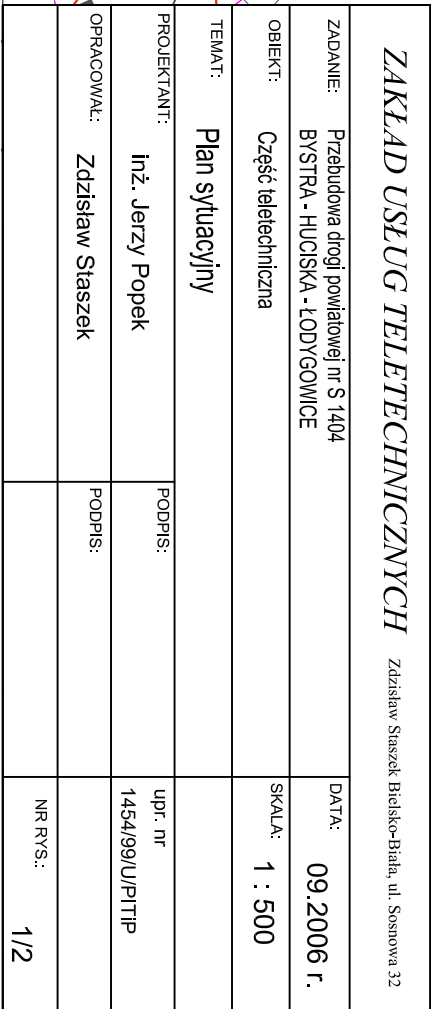 ZAKŁAD USŁUG TELETECHNICZNYCH Zdzisław Staszek Bielsko-Biała, ul. Sosnowa 32
ZADANIE: Przebudowa drogi powiatowej nr S 1404
BYSTRA - HUCISKA - ŁODYGOWICE
DATA: 09.2006 r.
OBIEKT: Część teletechniczna
SKALA: 1 : 500
TEMAT: Plan sytuacyjny
PROJEKTANT: inż. Jerzy Popek
PODPIS:
upr. nr
1454/99/U/PITiP
OPRACOWAŁ: Zdzisław Staszek
PODPIS:
NR RYS.: 1/2